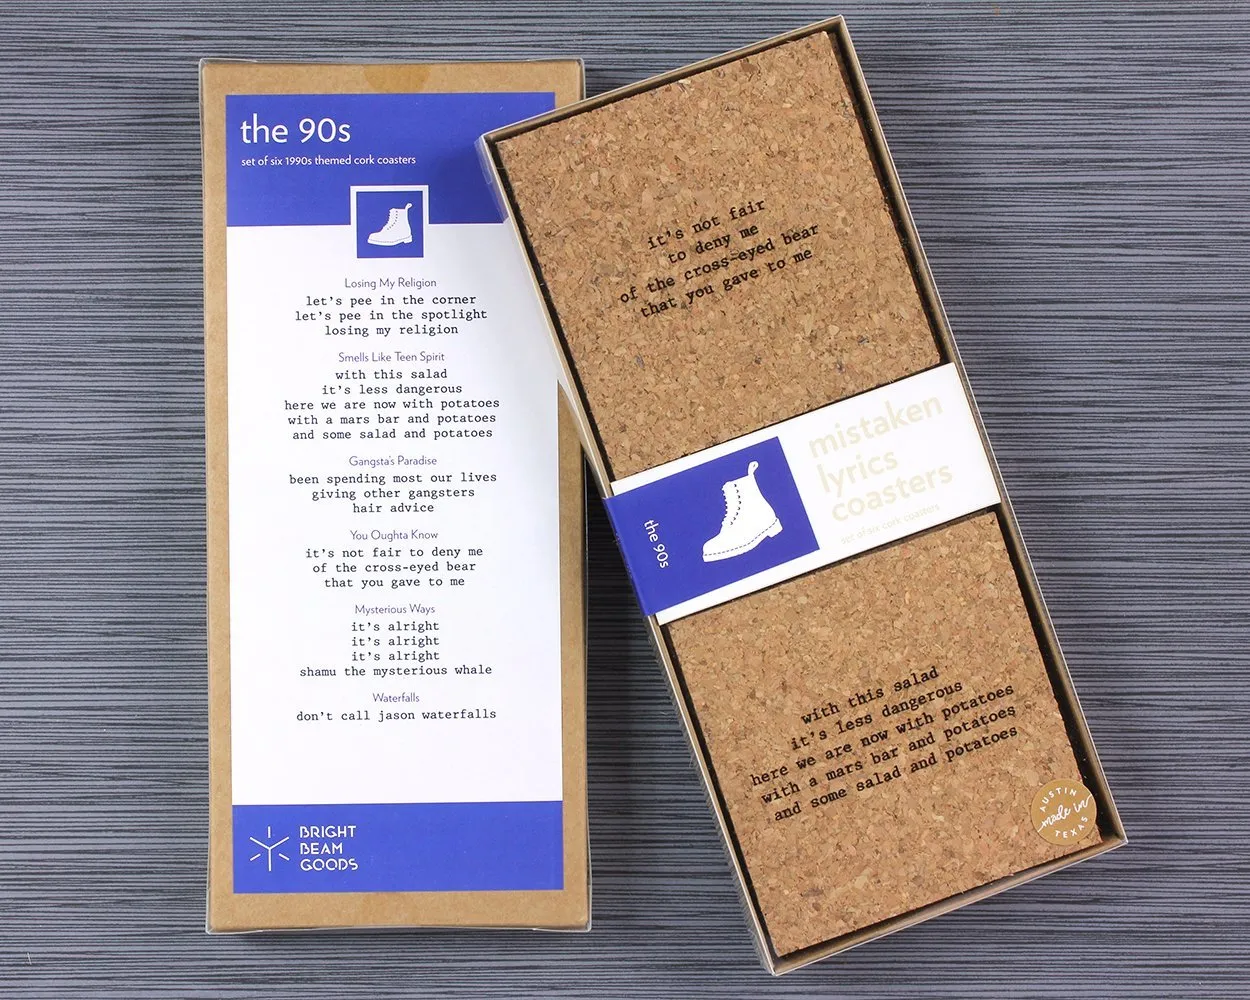 the 90s
set of six 1990s themed cork coasters
Losing My Religion
let's pee in the corner
let's pee in the spotlight
losing my religion
Smells Like Teen Spirit
with this salad
it's less dangerous
here we are now with potatoes
with a mars bar and potatoes
and some salad and potatoes
Gangsta's Paradise
been spending most our lives
giving other gangsters
hair advice
You Oughta Know
it's not fair to deny me
of the cross-eyed bear
that you gave to me
Mysterious Ways
it's alright
it's alright
it's alright
shamu the mysterious whale
Waterfalls
don't call jason waterfalls
BRIGHT
BEAM
GOODS
it's not fair
to deny me
of the cross-eyed bear
that you gave to me
the 90s
mistaken
lyrics
coasters
set of six cork coasters
with this salad
it's less dangerous
here we are now with potatoes
with a mars bar and potatoes
and some salad and potatoes
AUSTIN
made in
TEXAS